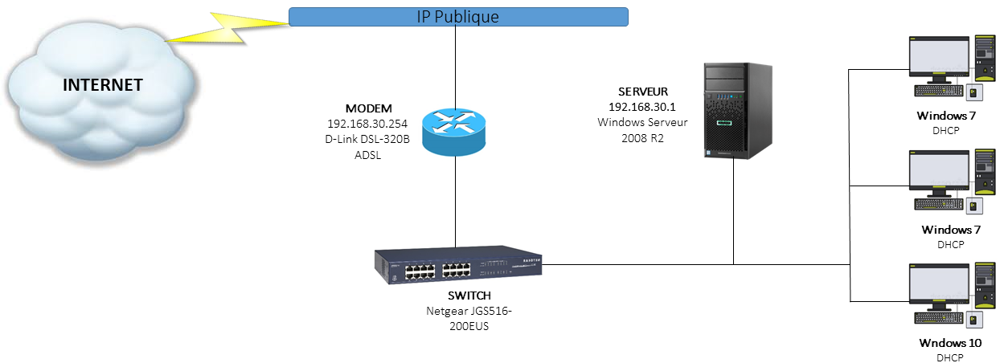 IP Publique
INTERNET
MODEM
192.168.30.254
D-Link DSL-320B
ADSL
SERVEUR
192.168.30.1
Windows Serveur
2008 R2
Windows 7
DHCP
Windows 7
DHCP
SWITCH
Netgear JGS516-
200EUS
Wndows 10
DHCP